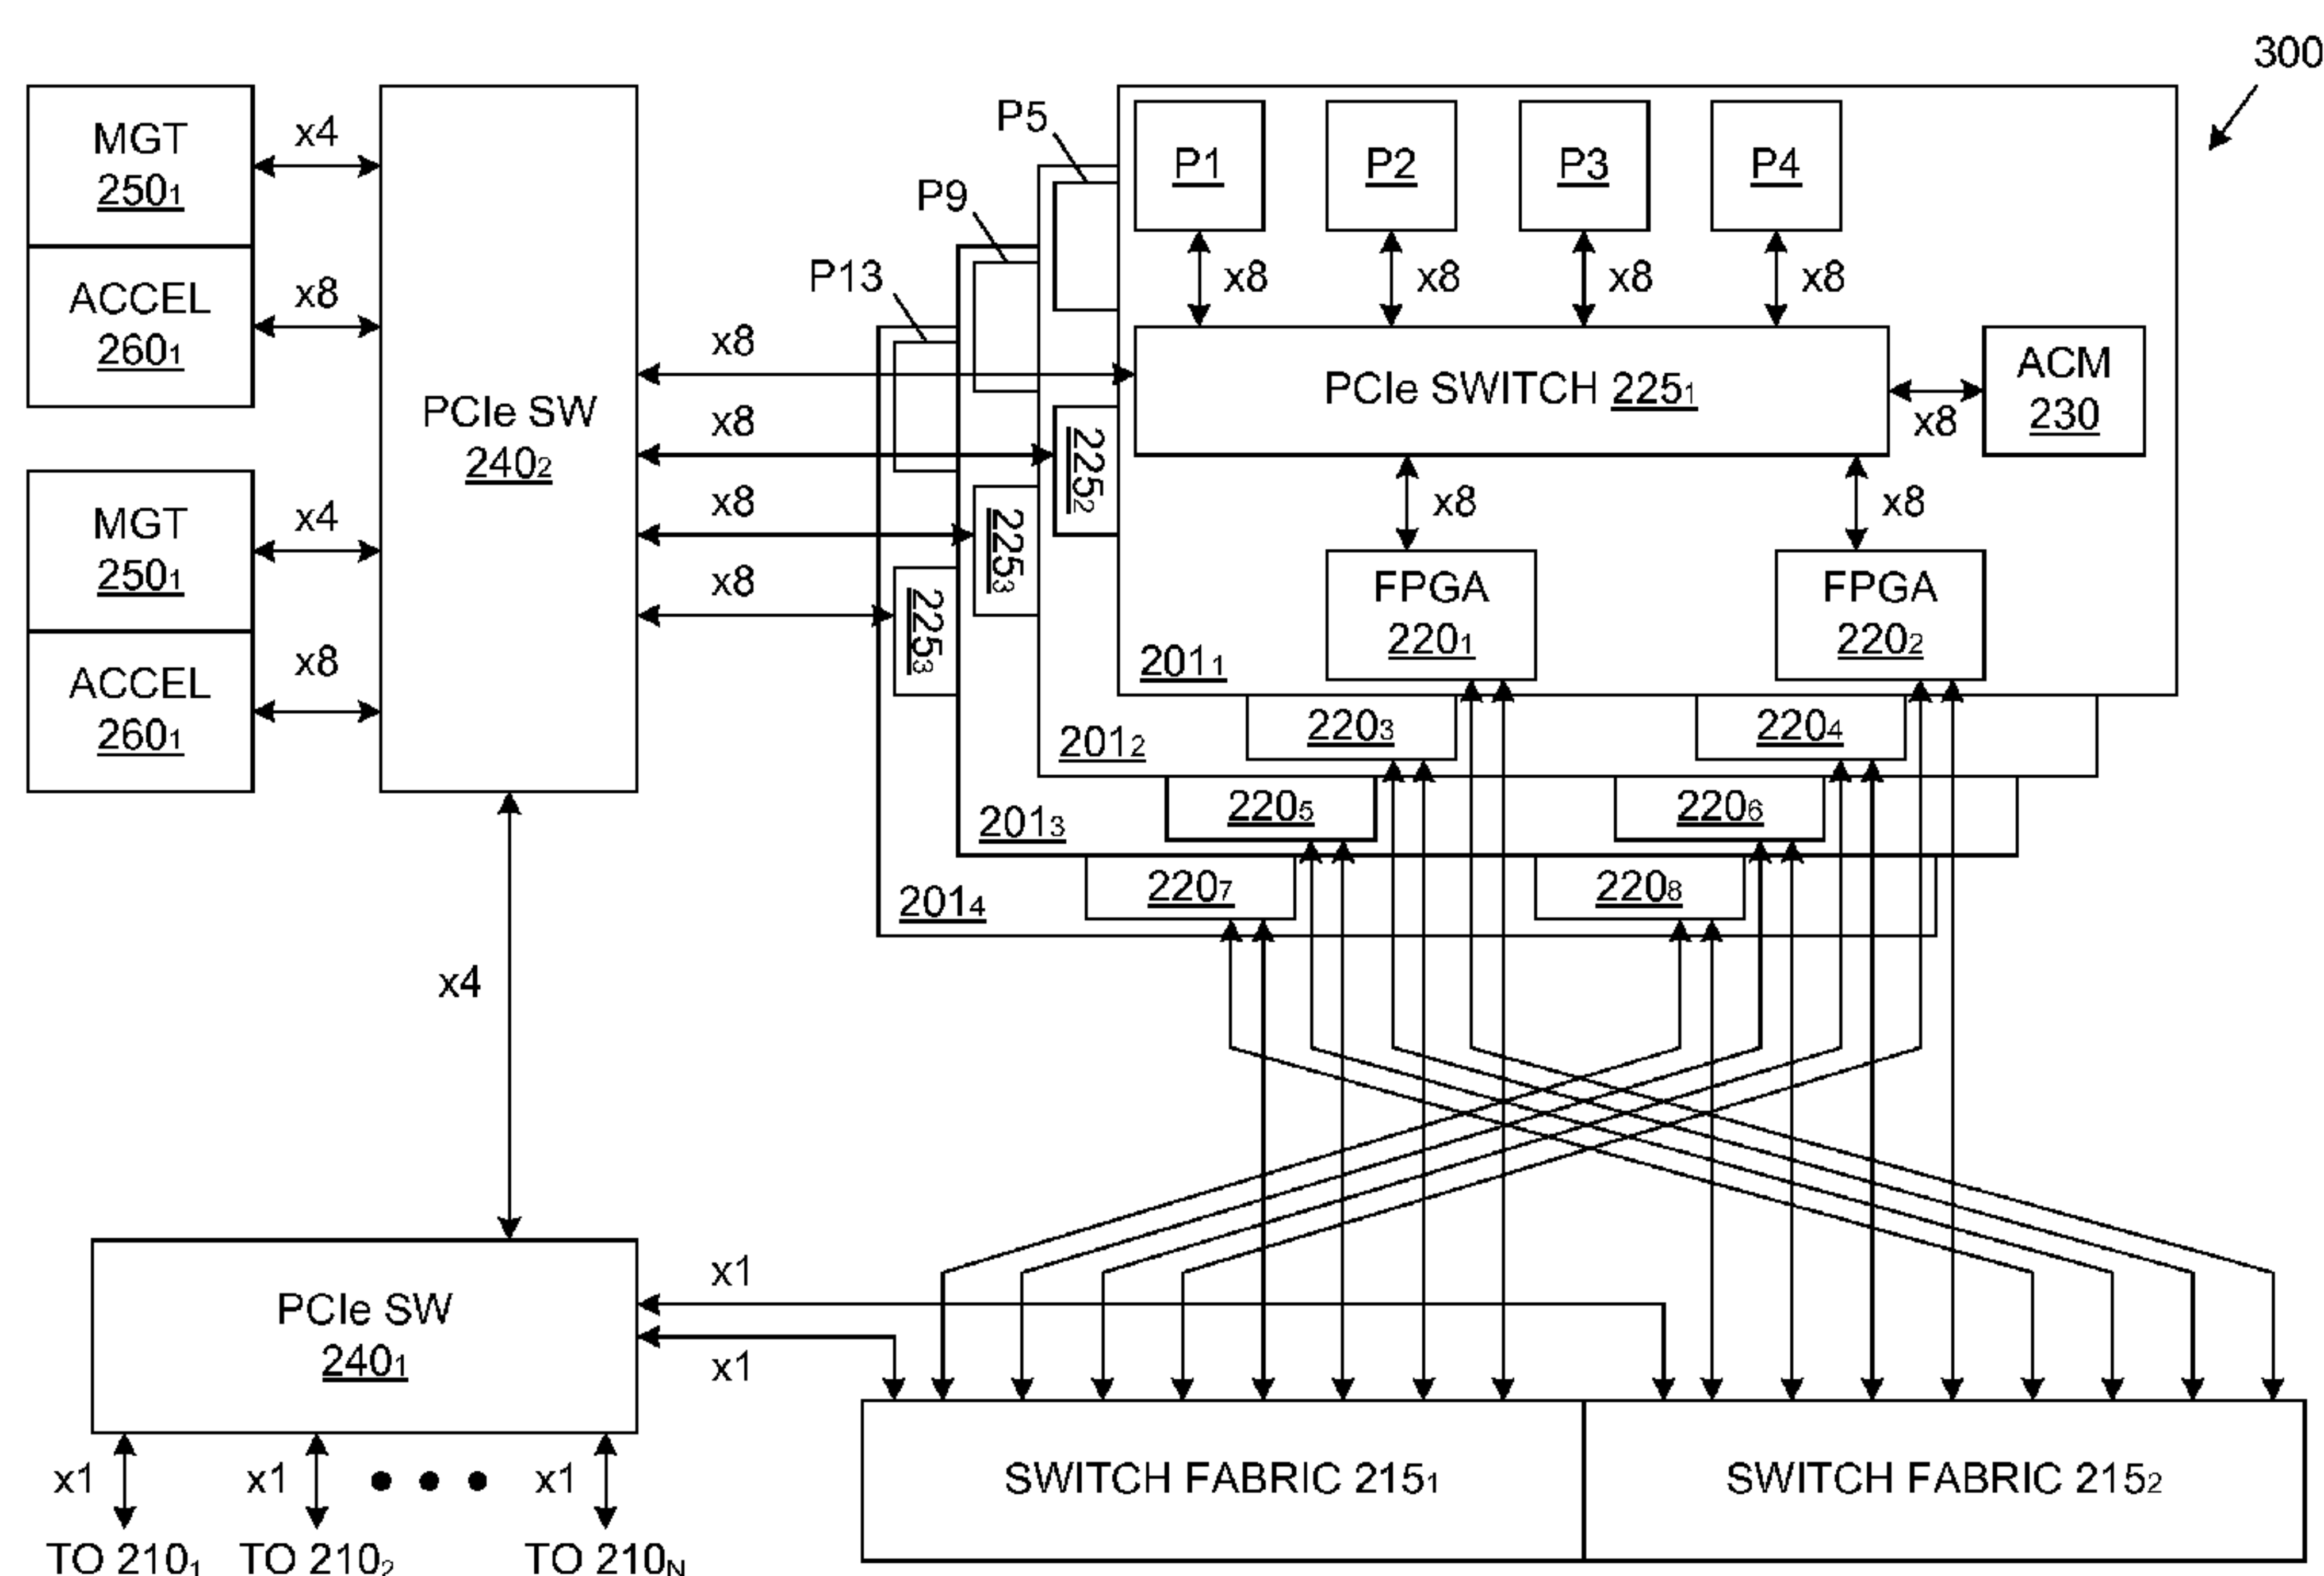 300
MGT
250₁
x4
ACCEL
260₁
x8
MGT
250₁
x4
ACCEL
260₁
x8
PCIe SW
240₂
x8
x8
x8
x8
P13
P9
P5
P1
P2
P3
P4
x8
x8
x8
x8
PCIe SWITCH 225₁
x8
ACM
230
225₂
225₃
225₃
x8
x8
FPGA
220₁
FPGA
220₂
201₁
220₃
220₄
201₂
220₅
220₆
201₃
220₇
220₈
201₄
x4
PCIe SW
240₁
x1
x1
x1
x1
x1
TO 210₁
TO 210₂
TO 210N
SWITCH FABRIC 215₁
SWITCH FABRIC 215₂